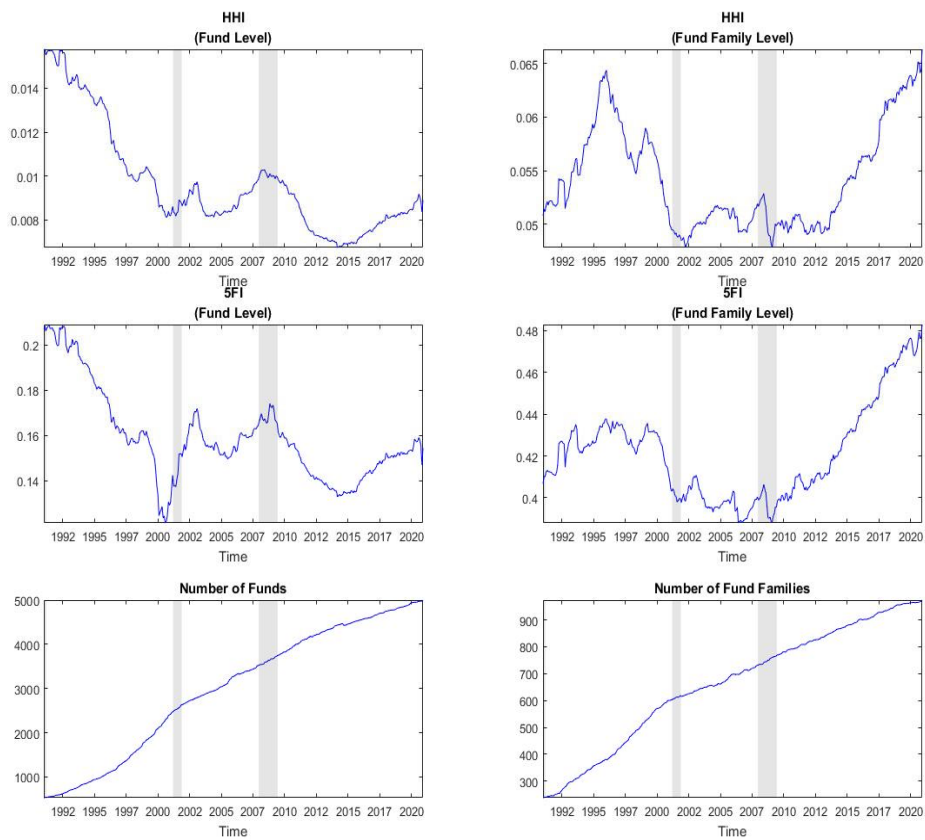 HHI
(Fund Level)
0.014
0.012
0.01
0.008
1992 1995 1997 2000 2002 2005 2007 2010 2012 2015 2017 2020
Time
HHI
(Fund Family Level)
0.065
0.06
0.055
0.05
1992 1995 1997 2000 2002 2005 2007 2010 2012 2015 2017 2020
Time
5FI
(Fund Level)
0.2
0.18
0.16
0.14
1992 1995 1997 2000 2002 2005 2007 2010 2012 2015 2017 2020
Time
5FI
(Fund Family Level)
0.48
0.46
0.44
0.42
0.4
1992 1995 1997 2000 2002 2005 2007 2010 2012 2015 2017 2020
Time
Number of Funds
5000
4000
3000
2000
1000
1992 1995 1997 2000 2002 2005 2007 2010 2012 2015 2017 2020
Time
Number of Fund Families
900
800
700
600
500
400
300
1992 1995 1997 2000 2002 2005 2007 2010 2012 2015 2017 2020
Time